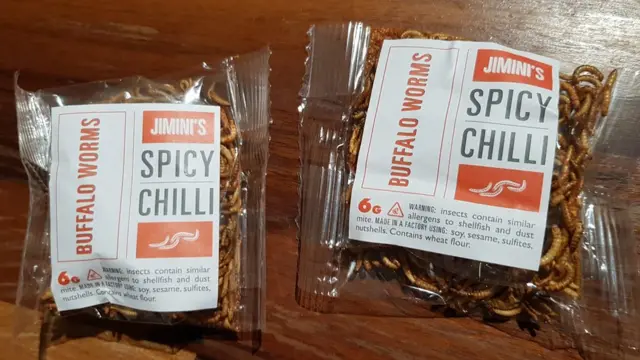 BUFFALO WORMS
JIMINI'S
SPICY
CHILLI
6G WARNING: insects contain similar
allergens to shellfish and dust
mite. MADE IN A FACTORY USING: soy, sesame, sulfites,
nutshells. Contains wheat flour.
BUFFALO WORMS
JIMINI'S
SPICY
CHILLI
6G WARNING: insects contain similar
allergens to shellfish and dust
mite. MADE IN A FACTORY USING: soy, sesame, sulfites,
nutshells. Contains wheat flour.